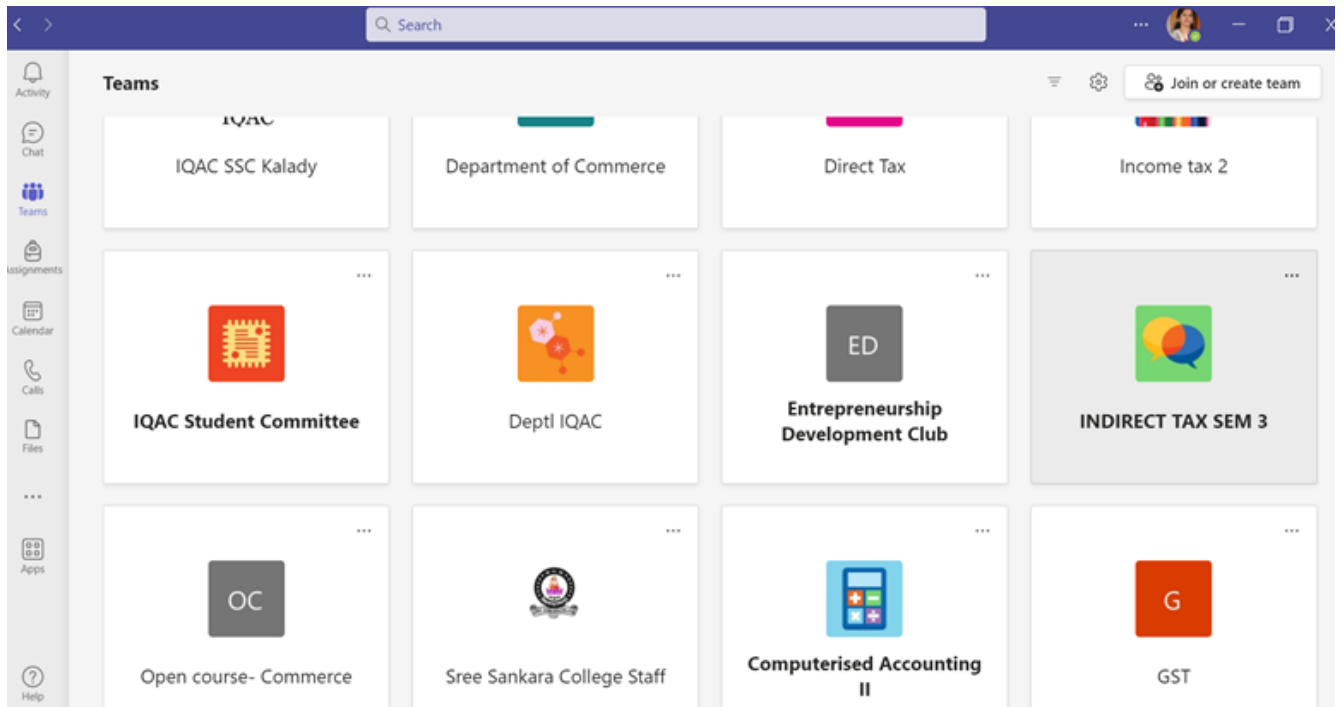 Search
Activity
Chat
Teams
ssignments
Calendar
Calls
Files
Apps
Help
Teams
Join or create team
IQAC
IQAC SSC Kalady
Department of Commerce
Direct Tax
Income tax 2
IQAC Student Committee
Deptl IQAC
ED
Entrepreneurship
Development Club
INDIRECT TAX SEM 3
OC
Open course- Commerce
Sree Sankara College Staff
Computerised Accounting
II
G
GST